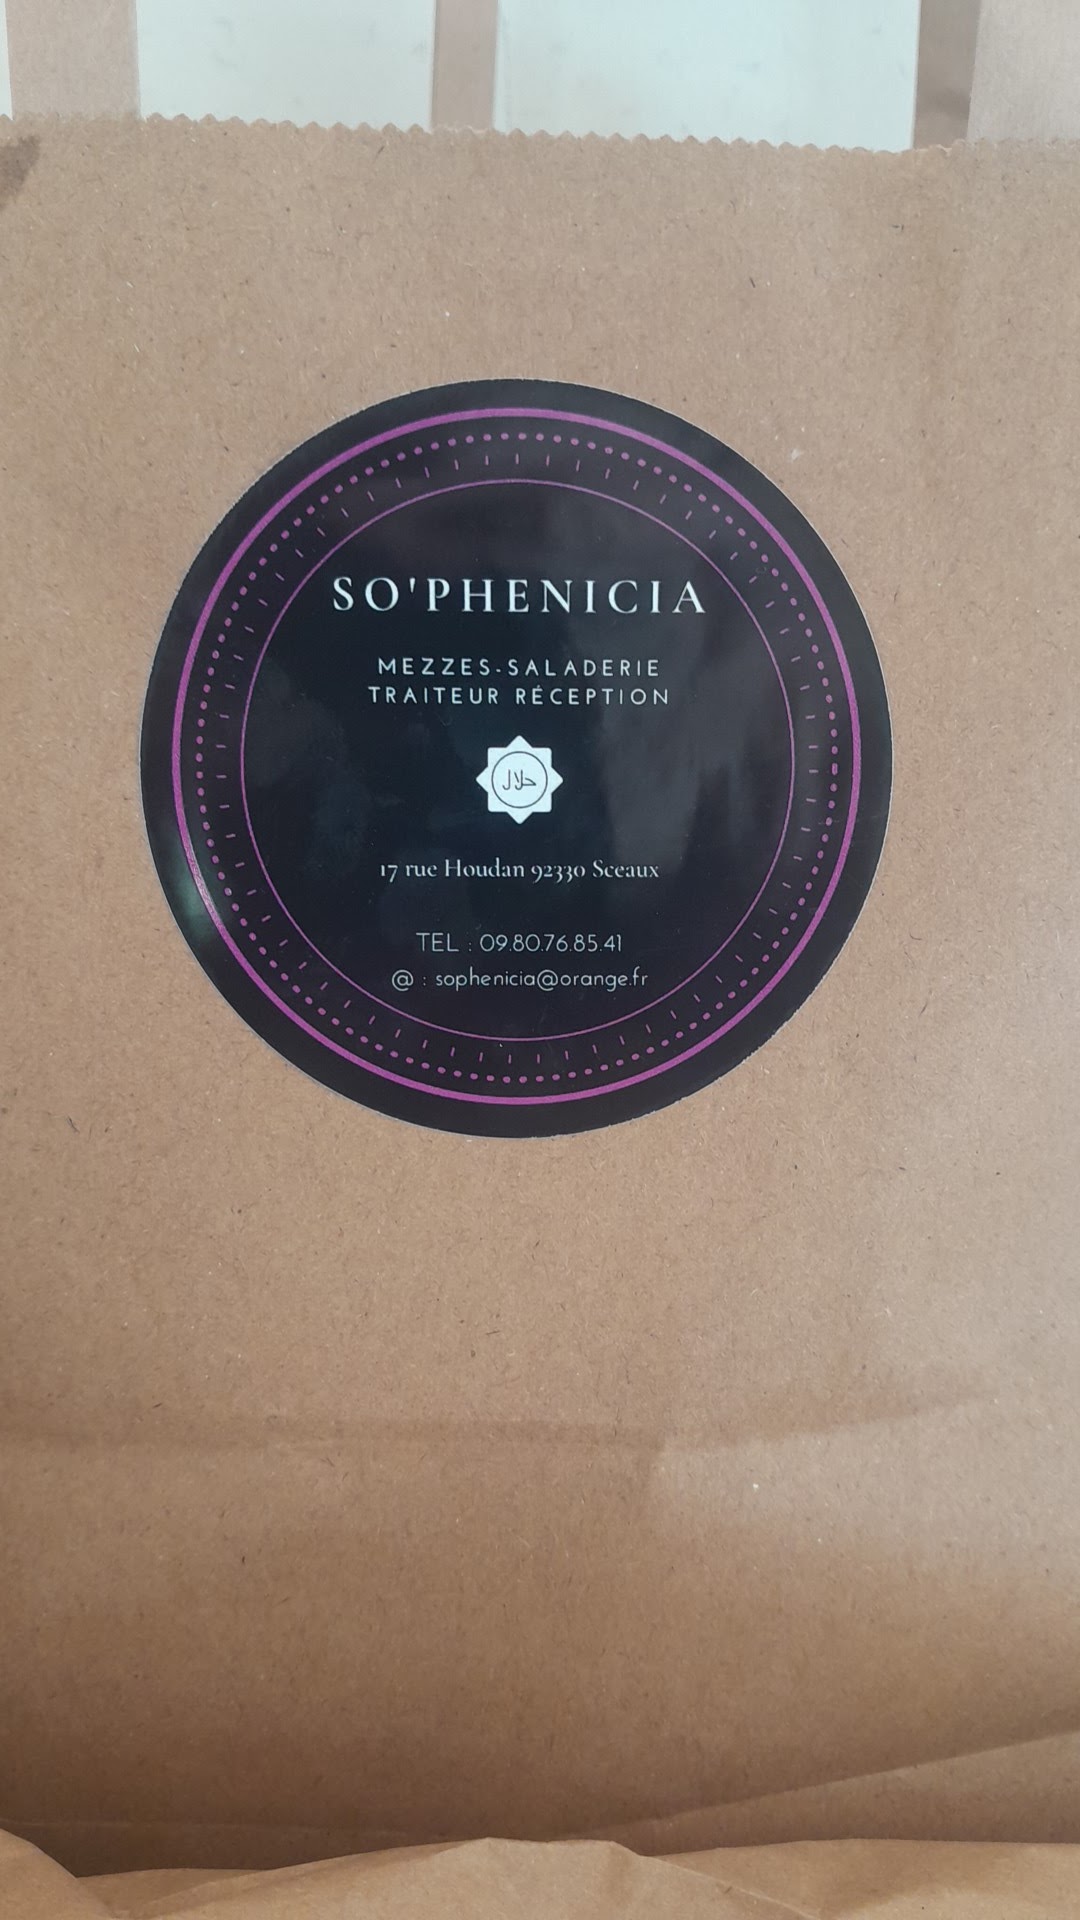 SO'PHENICIA
MEZZES-SALADERIE
TRAITEUR RÉCEPTION
حلال
17 rue Houdan 92330 Sceaux
TEL : 09.80.76.85.41
@ : sophenicia@orange.fr